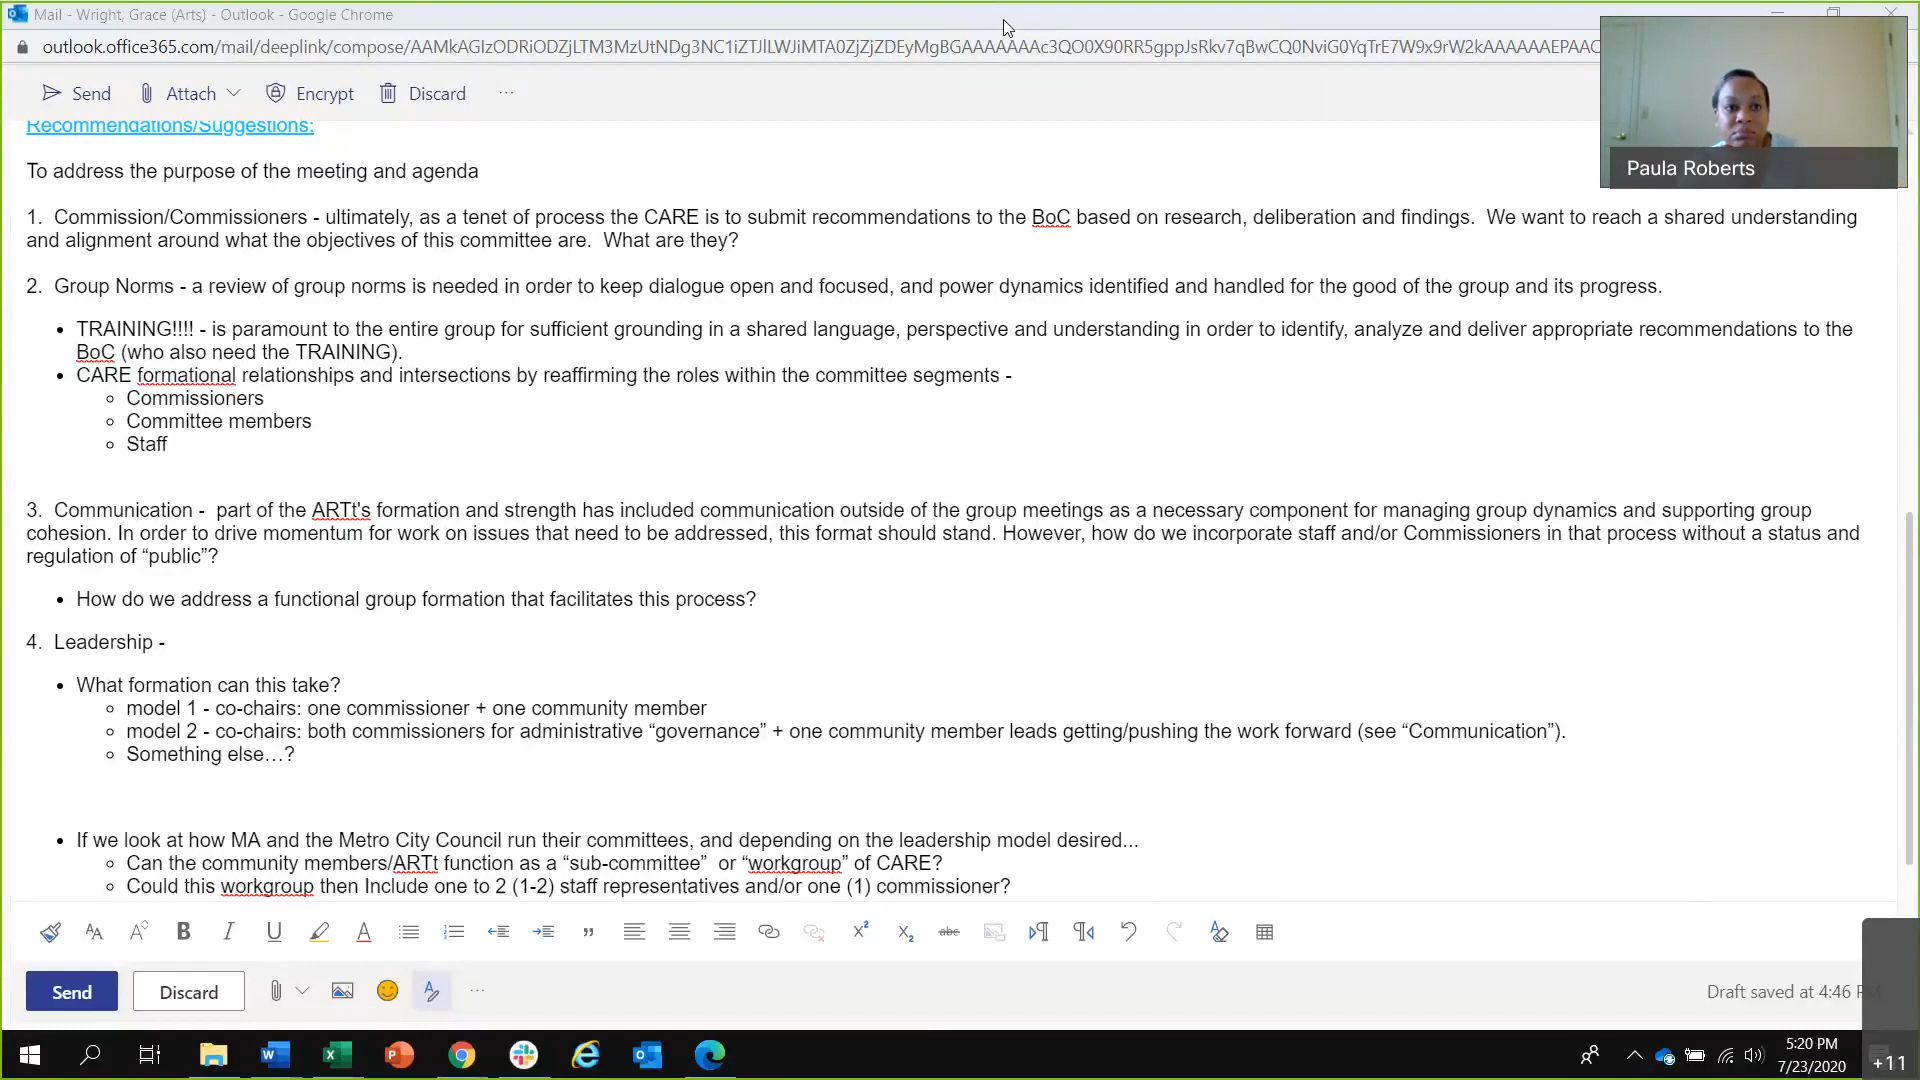 Mail - Wright, Grace (Arts) - Outlook - Google Chrome
Send Attach Encrypt Discard ...
Recommendations/Suggestions:
Paula Roberts
To address the purpose of the meeting and agenda
1. Commission/Commissioners - ultimately, as a tenet of process the CARE is to submit recommendations to the BoC based on research, deliberation and findings. We want to reach a shared understanding
and alignment around what the objectives of this committee are. What are they?
2. Group Norms - a review of group norms is needed in order to keep dialogue open and focused, and power dynamics identified and handled for the good of the group and its progress.
• TRAINING!!!! - is paramount to the entire group for sufficient grounding in a shared language, perspective and understanding in order to identify, analyze and deliver appropriate recommendations to the
BoC (who also need the TRAINING).
• CARE formational relationships and intersections by reaffirming the roles within the committee segments -
◦ Commissioners
◦ Committee members
◦ Staff
3. Communication - part of the ARTt's formation and strength has included communication outside of the group meetings as a necessary component for managing group dynamics and supporting group
cohesion. In order to drive momentum for work on issues that need to be addressed, this format should stand. However, how do we incorporate staff and/or Commissioners in that process without a status and
regulation of “public”?
• How do we address a functional group formation that facilitates this process?
4. Leadership -
• What formation can this take?
◦ model 1 - co-chairs: one commissioner + one community member
◦ model 2 - co-chairs: both commissioners for administrative “governance” + one community member leads getting/pushing the work forward (see “Communication”).
◦ Something else…?
• If we look at how MA and the Metro City Council run their committees, and depending on the leadership model desired...
◦ Can the community members/ARTt function as a “sub-committee” or “workgroup” of CARE?
◦ Could this workgroup then Include one to 2 (1-2) staff representatives and/or one (1) commissioner?
Send Discard Draft saved at 4:46
5:20 PM
7/23/2020
+11